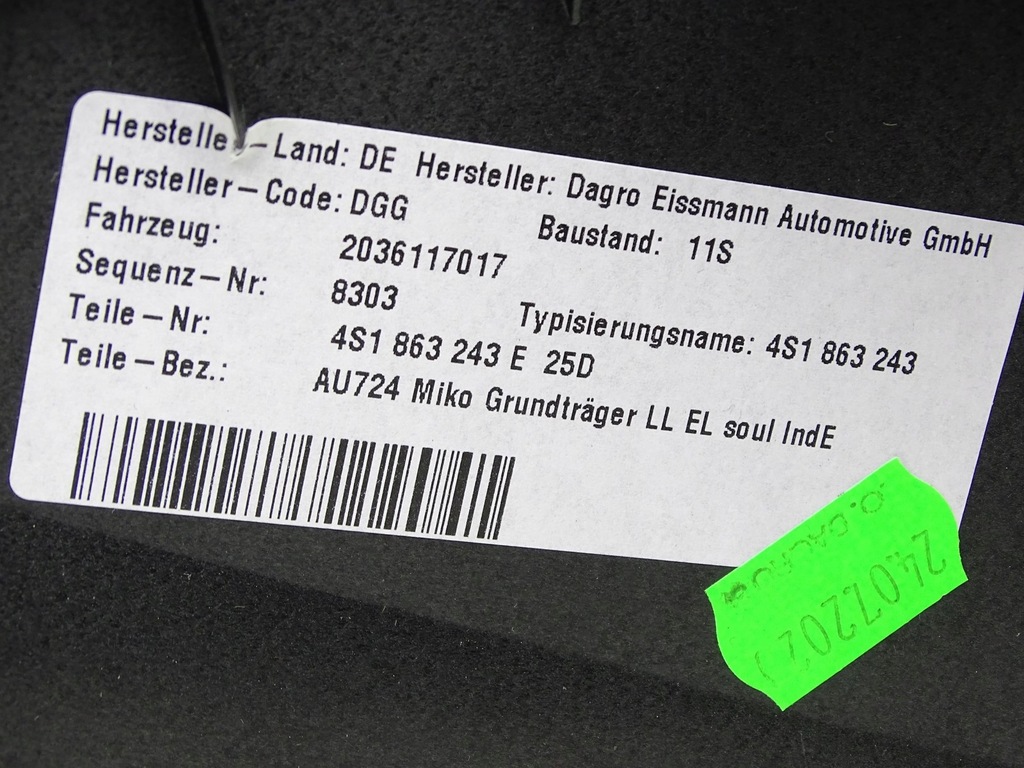 Herstelle -Land: DE Hersteller: Dagro Eissmann Automotive GmbH
Hersteller-Code: DGG Baustand: 11S
Fahrzeug: 2036117017
Sequenz-Nr: 8303 Typisierungsname: 4S1 863 243
Teile-Nr: 4S1 863 243 E 25D
Teile-Bez.: AU724 Miko Grundträger LL EL soul IndE